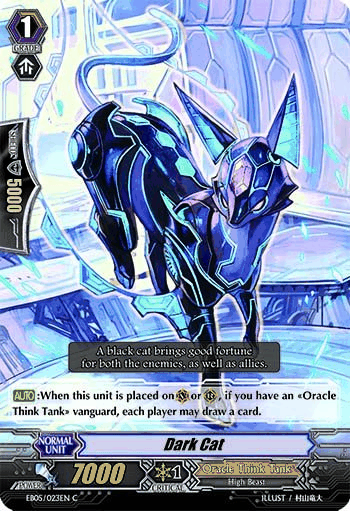 1
GRADE
SHIELD
5000
A black cat brings good fortune
for both the enemies, as well as allies.
AUTO:When this unit is placed on V or R, if you have an «Oracle
Think Tank» vanguard, each player may draw a card.
NORMAL
UNIT
Dark Cat
POWER 7000 1 CRITICAL
Oracle Think Tank
High Beast
EB05/023EN C
ILLUST / 村山竜大